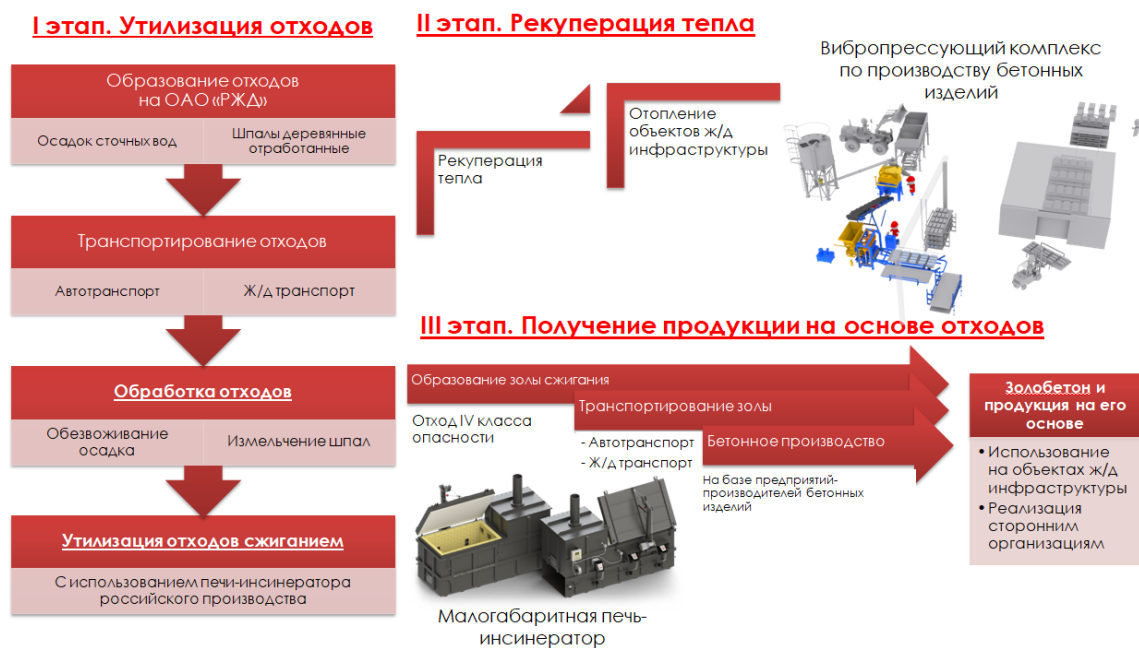 I этап. Утилизация отходов
Образование отходов
на ОАО «РЖД»
Осадок сточных вод
Шпалы деревянные
отработанные
Транспортирование отходов
Автотранспорт
Ж/д транспорт
Обработка отходов
Обезвоживание
осадка
Измельчение шпал
Утилизация отходов сжиганием
С использованием печи-инсинератора
российского производства
II этап. Рекуперация тепла
Рекуперация
тепла
Отопление
объектов ж/д
инфраструктуры
Вибропрессующий комплекс
по производству бетонных
изделий
III этап. Получение продукции на основе отходов
Образование золы сжигания
Отход IV класса
опасности
Транспортирование золы
- Автотранспорт
- Ж/д транспорт
Бетонное производство
На базе предприятий-
производителей бетонных
изделий
Малогабаритная печь-
инсинератор
Золобетон и
продукция на его
основе
• Использование
на объектах ж/д
инфраструктуры
• Реализация
сторонним
организациям